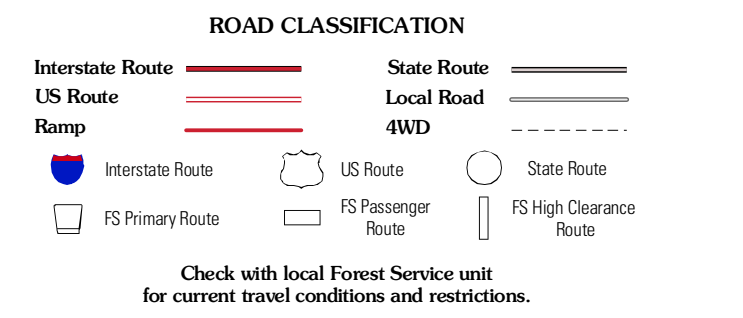 ROAD CLASSIFICATION
Interstate Route
State Route
US Route
Local Road
Ramp
4WD
Interstate Route
US Route
State Route
FS Primary Route
FS Passenger
Route
FS High Clearance
Route
Check with local Forest Service unit
for current travel conditions and restrictions.